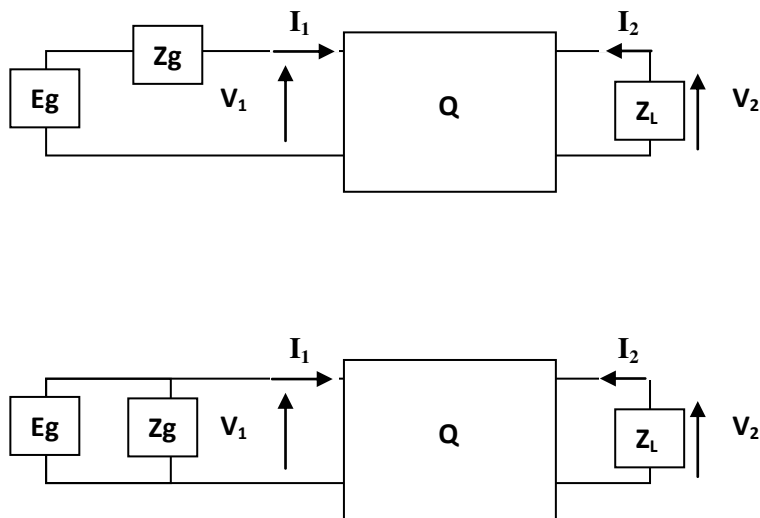 I₁ I₂
Zg
Eg V₁ Q Z_L V₂
I₁ I₂
Eg Zg V₁ Q Z_L V₂